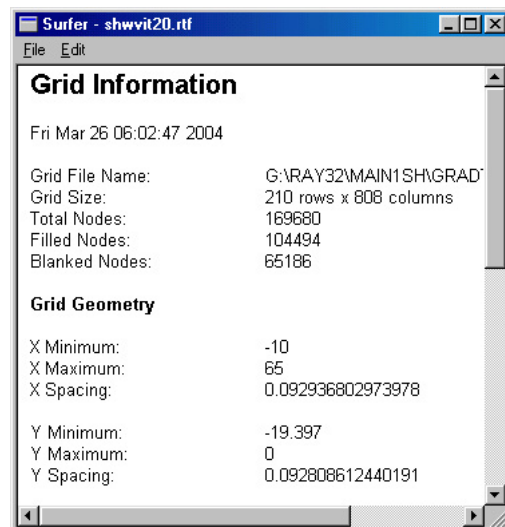 Surfer - shwvit20.rtf
File Edit
Grid Information
Fri Mar 26 06:02:47 2004
Grid File Name: G:\RAY32\MAIN1SH\GRAD
Grid Size: 210 rows x 808 columns
Total Nodes: 169680
Filled Nodes: 104494
Blanked Nodes: 65186
Grid Geometry
X Minimum: -10
X Maximum: 65
X Spacing: 0.092936802973978
Y Minimum: -19.397
Y Maximum: 0
Y Spacing: 0.092808612440191